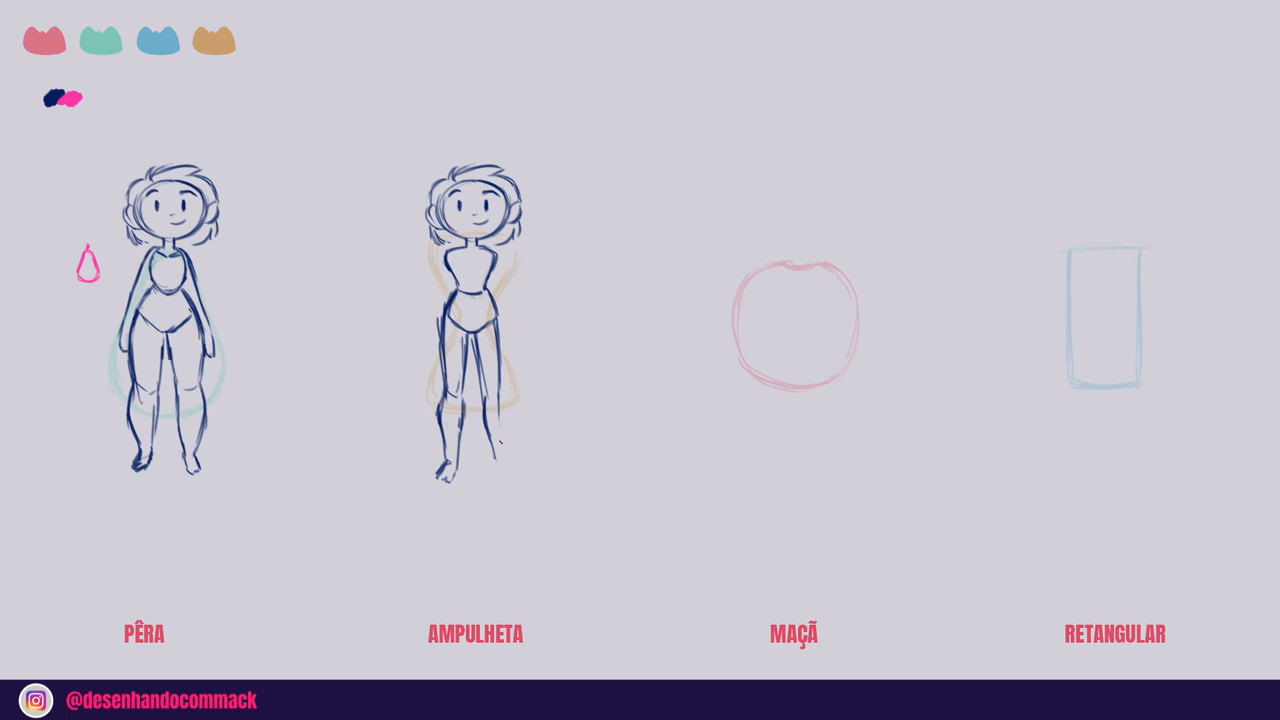 PÊRA
AMPULHETA
MAÇÃ
RETANGULAR
@desenhandocommack